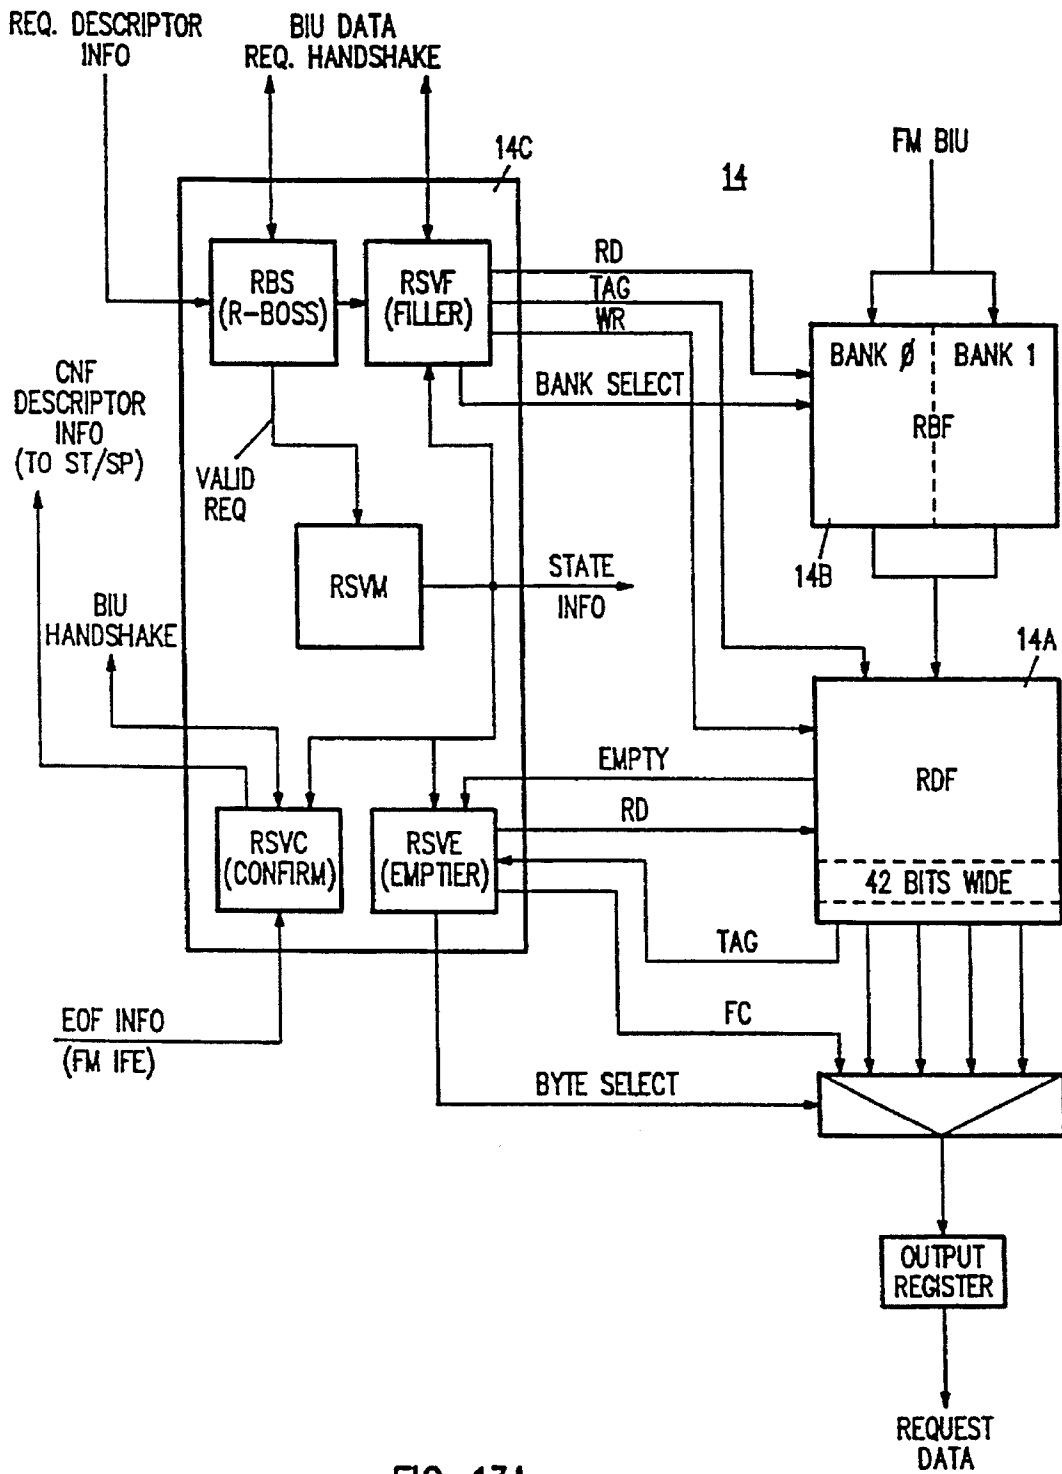 REQ. DESCRIPTOR
INFO
BIU DATA
REQ. HANDSHAKE
14C
14
FM BIU
RBS
(R-BOSS)
RSVF
(FILLER)
RD
TAG
WR
BANK SELECT
BANK Ø
BANK 1
RBF
14B
CNF
DESCRIPTOR
INFO
(TO ST/SP)
VALID
REQ
RSVM
STATE
INFO
BIU
HANDSHAKE
14A
RDF
42 BITS WIDE
EMPTY
RD
RSVC
(CONFIRM)
RSVE
(EMPTIER)
TAG
FC
EOF INFO
(FM IFE)
BYTE SELECT
OUTPUT
REGISTER
REQUEST
DATA